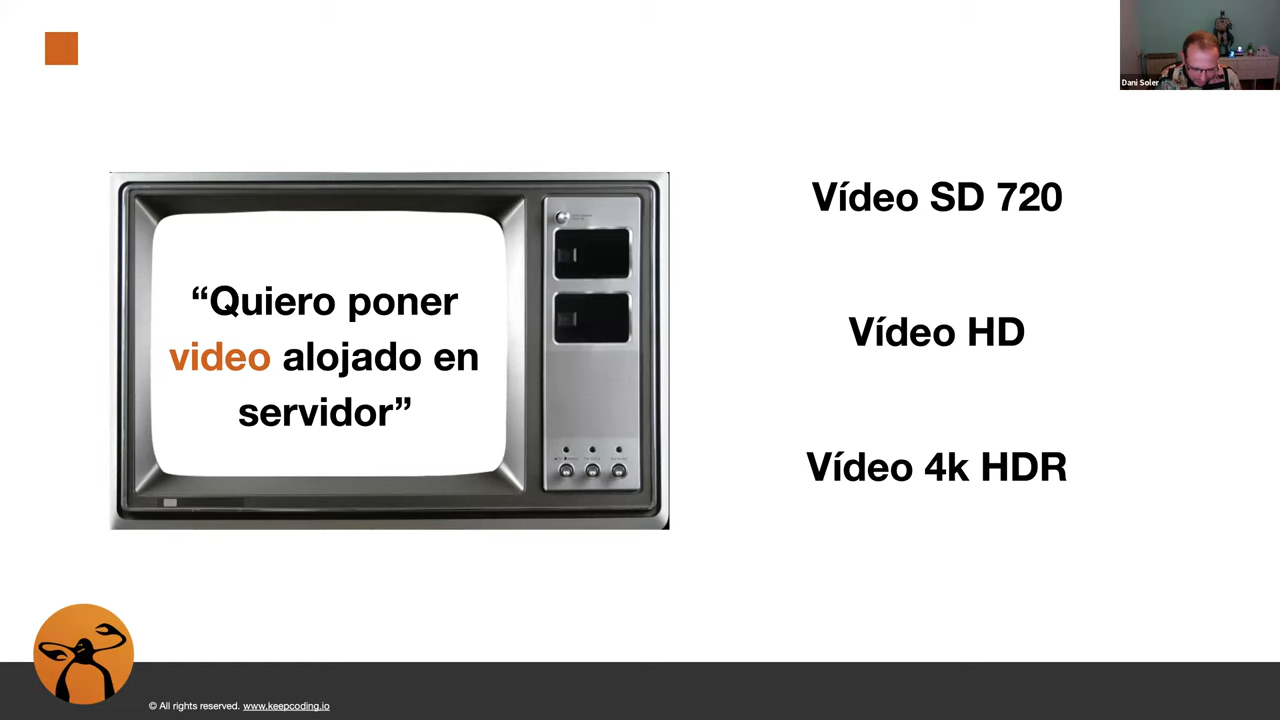 Dani Soler
“Quiero poner
video alojado en
servidor”
Vídeo SD 720
Vídeo HD
Vídeo 4k HDR
© All rights reserved. www.keepcoding.io